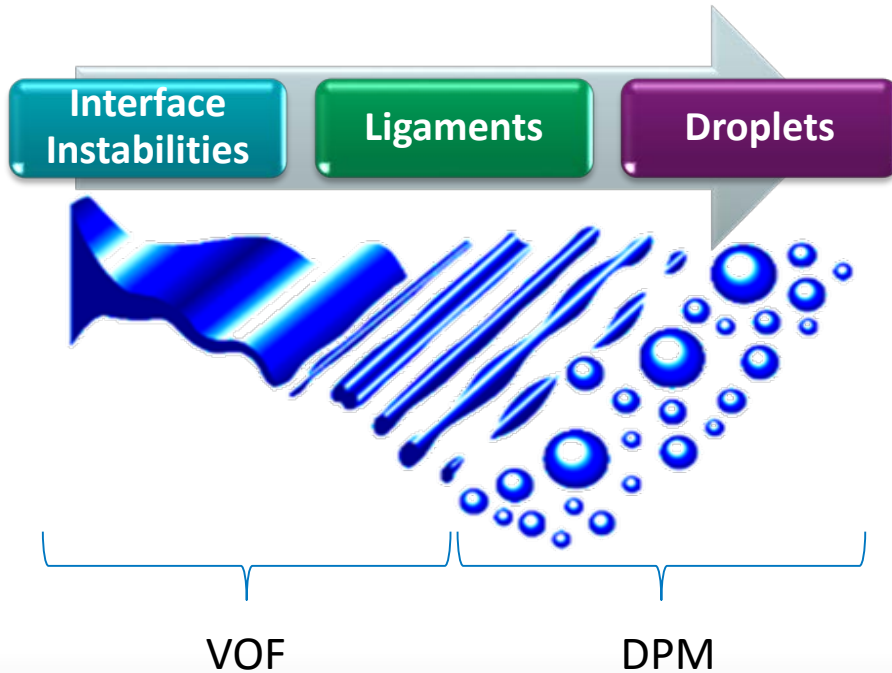 Interface
Instabilities
Ligaments
Droplets
VOF
DPM